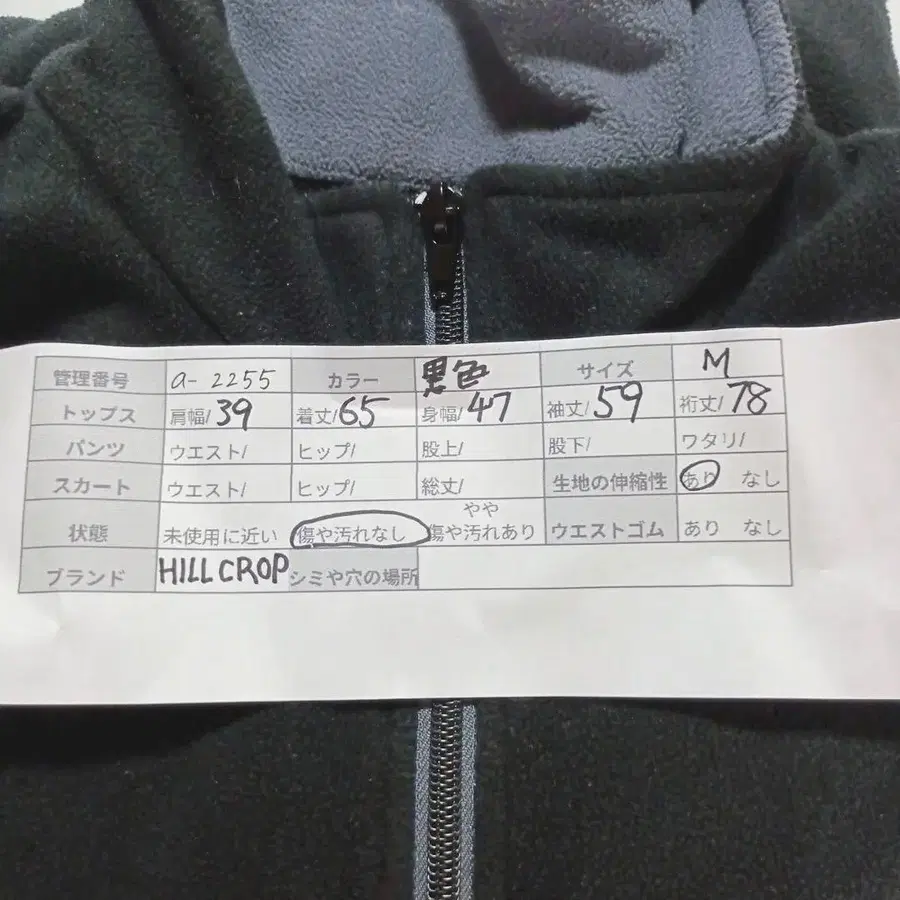 管理番号 a-2255 カラー 黒色 サイズ M
トップス 肩幅/39 着丈/65 身幅/47 袖丈/59 裄丈/78
パンツ ウエスト/ ヒップ/ 股上/ 股下/ ワタリ/
スカート ウエスト/ ヒップ/ 総丈/ 生地の伸縮性 あり なし
状態 未使用に近い 傷や汚れなし やや傷や汚れあり ウエストゴム あり なし
ブランド HILLCROP シミや穴の場所